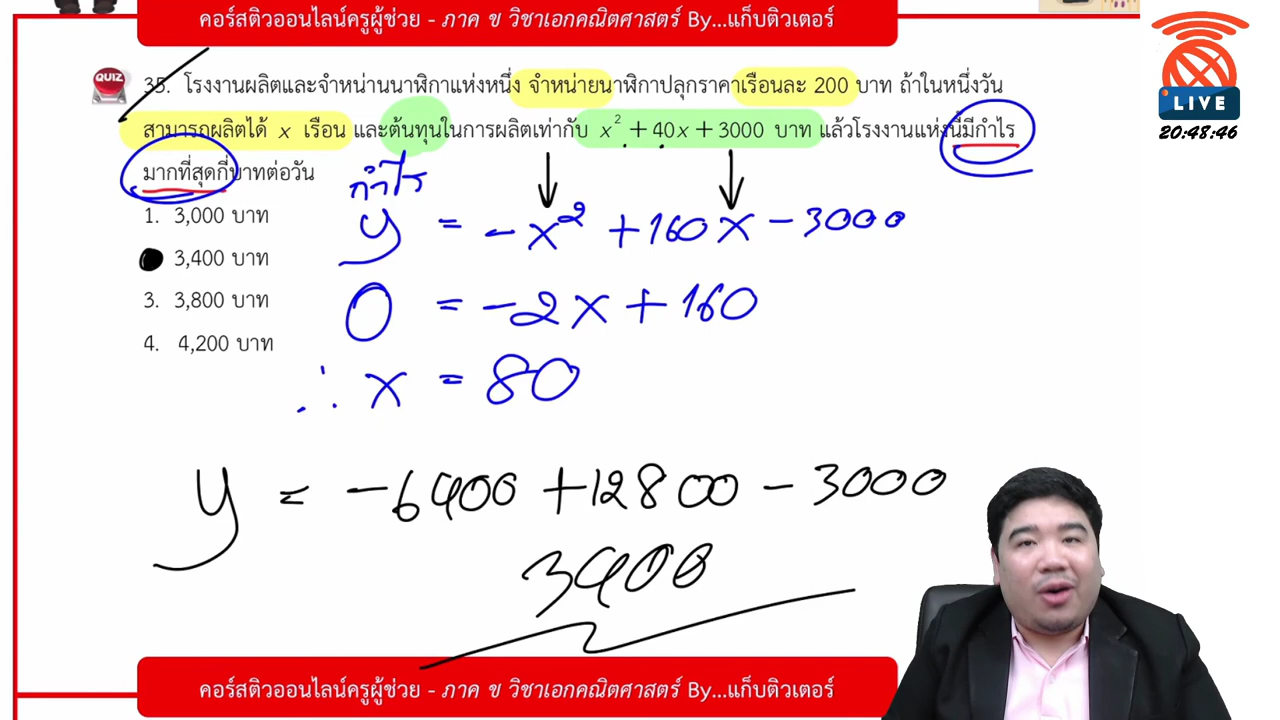 คอร์สติวออนไลน์ครูผู้ช่วย - ภาค ข วิชาเอกคณิตศาสตร์ By...แก็บติวเตอร์
QUIZ
35. โรงงานผลิตและจำหน่านนาฬิกาแห่งหนึ่ง จำหน่ายนาฬิกาปลุกราคาเรือนละ 200 บาท ถ้าในหนึ่งวัน
สามารถผลิตได้ x เรือน และต้นทุนในการผลิตเท่ากับ x² + 40x + 3000 บาท แล้วโรงงานแห่งนี้มีกำไร
มากที่สุดกี่บาทต่อวัน
LIVE
20:48:46
กำไร
1. 3,000 บาท
y = -x² + 160x - 3000
3,400 บาท
3. 3,800 บาท
0 = -2x + 160
4. 4,200 บาท
∴ x = 80
y = -6400 + 12800 - 3000
3400
คอร์สติวออนไลน์ครูผู้ช่วย - ภาค ข วิชาเอกคณิตศาสตร์ By...แก็บติวเตอร์